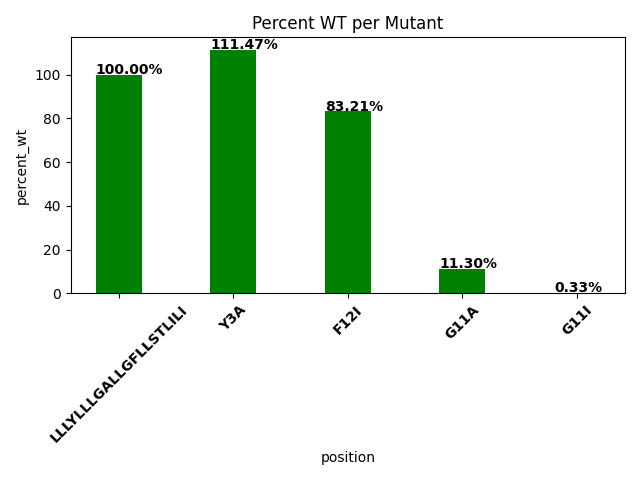 Percent WT per Mutant
percent_wt
100
80
60
40
20
0
100.00%
111.47%
83.21%
11.30%
0.33%
LLLYLLLGALLGFLLSTLILI
Y3A
F12I
G11A
G11I
position